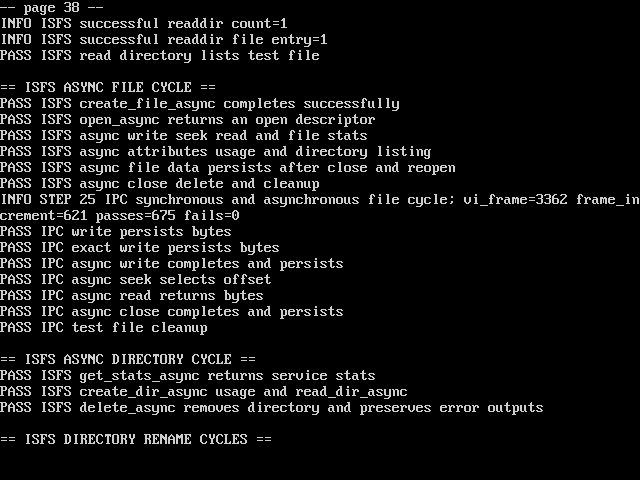 -- page 38 --
INFO ISFS successful readdir count=1
INFO ISFS successful readdir file entry=1
PASS ISFS read directory lists test file
== ISFS ASYNC FILE CYCLE ==
PASS ISFS create_file_async completes successfully
PASS ISFS open_async returns an open descriptor
PASS ISFS async write seek read and file stats
PASS ISFS async attributes usage and directory listing
PASS ISFS async file data persists after close and reopen
PASS ISFS async close delete and cleanup
INFO STEP 25 IPC synchronous and asynchronous file cycle; vi_frame=3362 frame_in
crement=621 passes=675 fails=0
PASS IPC write persists bytes
PASS IPC exact write persists bytes
PASS IPC async write completes and persists
PASS IPC async seek selects offset
PASS IPC async read returns bytes
PASS IPC async close completes and persists
PASS IPC test file cleanup
== ISFS ASYNC DIRECTORY CYCLE ==
PASS ISFS get_stats_async returns service stats
PASS ISFS create_dir_async usage and read_dir_async
PASS ISFS delete_async removes directory and preserves error outputs
== ISFS DIRECTORY RENAME CYCLES ==